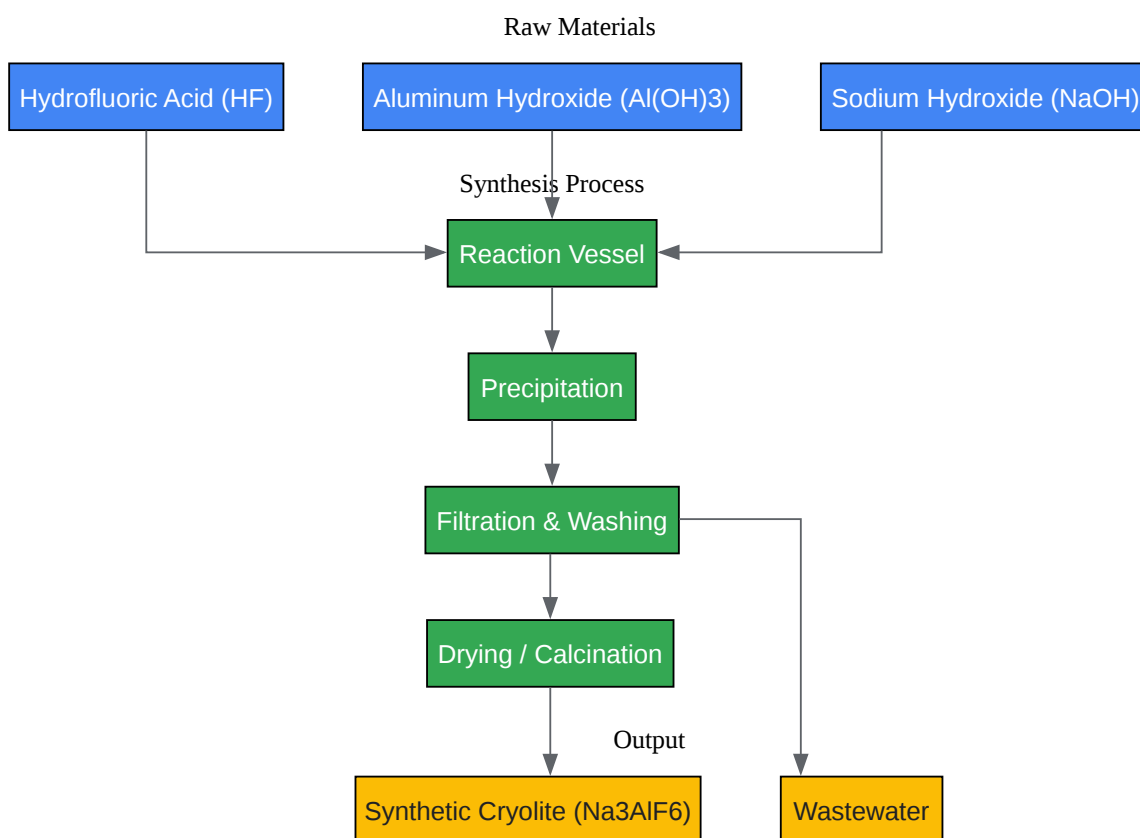 Raw Materials
Hydrofluoric Acid (HF)
Aluminum Hydroxide (Al(OH)3)
Sodium Hydroxide (NaOH)
Synthesis Process
Reaction Vessel
Precipitation
Filtration & Washing
Drying / Calcination
Output
Synthetic Cryolite (Na3AlF6)
Wastewater